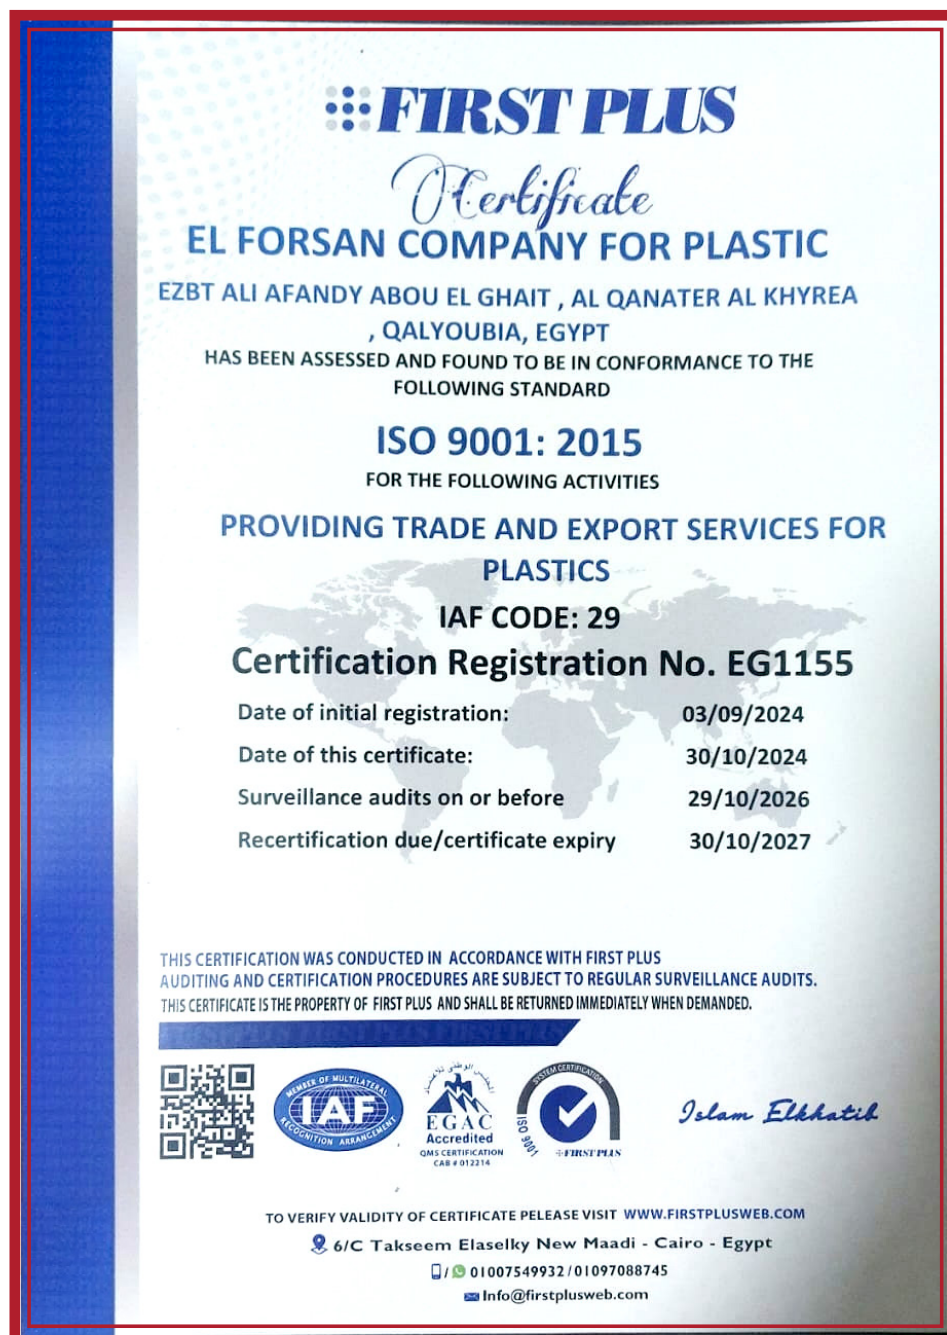 FIRST PLUS
Certificate
EL FORSAN COMPANY FOR PLASTIC
EZBT ALI AFANDY ABOU EL GHAIT , AL QANATER AL KHYREA
, QALYOUBIA, EGYPT
HAS BEEN ASSESSED AND FOUND TO BE IN CONFORMANCE TO THE
FOLLOWING STANDARD
ISO 9001: 2015
FOR THE FOLLOWING ACTIVITIES
PROVIDING TRADE AND EXPORT SERVICES FOR
PLASTICS
IAF CODE: 29
Certification Registration No. EG1155
Date of initial registration: 03/09/2024
Date of this certificate: 30/10/2024
Surveillance audits on or before 29/10/2026
Recertification due/certificate expiry 30/10/2027
THIS CERTIFICATION WAS CONDUCTED IN ACCORDANCE WITH FIRST PLUS
AUDITING AND CERTIFICATION PROCEDURES ARE SUBJECT TO REGULAR SURVEILLANCE AUDITS.
THIS CERTIFICATE IS THE PROPERTY OF FIRST PLUS AND SHALL BE RETURNED IMMEDIATELY WHEN DEMANDED.
MEMBER OF MULTILATERAL
IAF
RECOGNITION ARRANGEMENT
المجلس الوطني للاعتماد
EGAC
Accredited
QMS CERTIFICATION
CAB # 012214
SYSTEM CERTIFICATION
ISO 9001
FIRST PLUS
Islam Elkhatib
TO VERIFY VALIDITY OF CERTIFICATE PELEASE VISIT WWW.FIRSTPLUSWEB.COM
6/C Takseem Elaselky New Maadi - Cairo - Egypt
/ 01007549932/01097088745
Info@firstplusweb.com